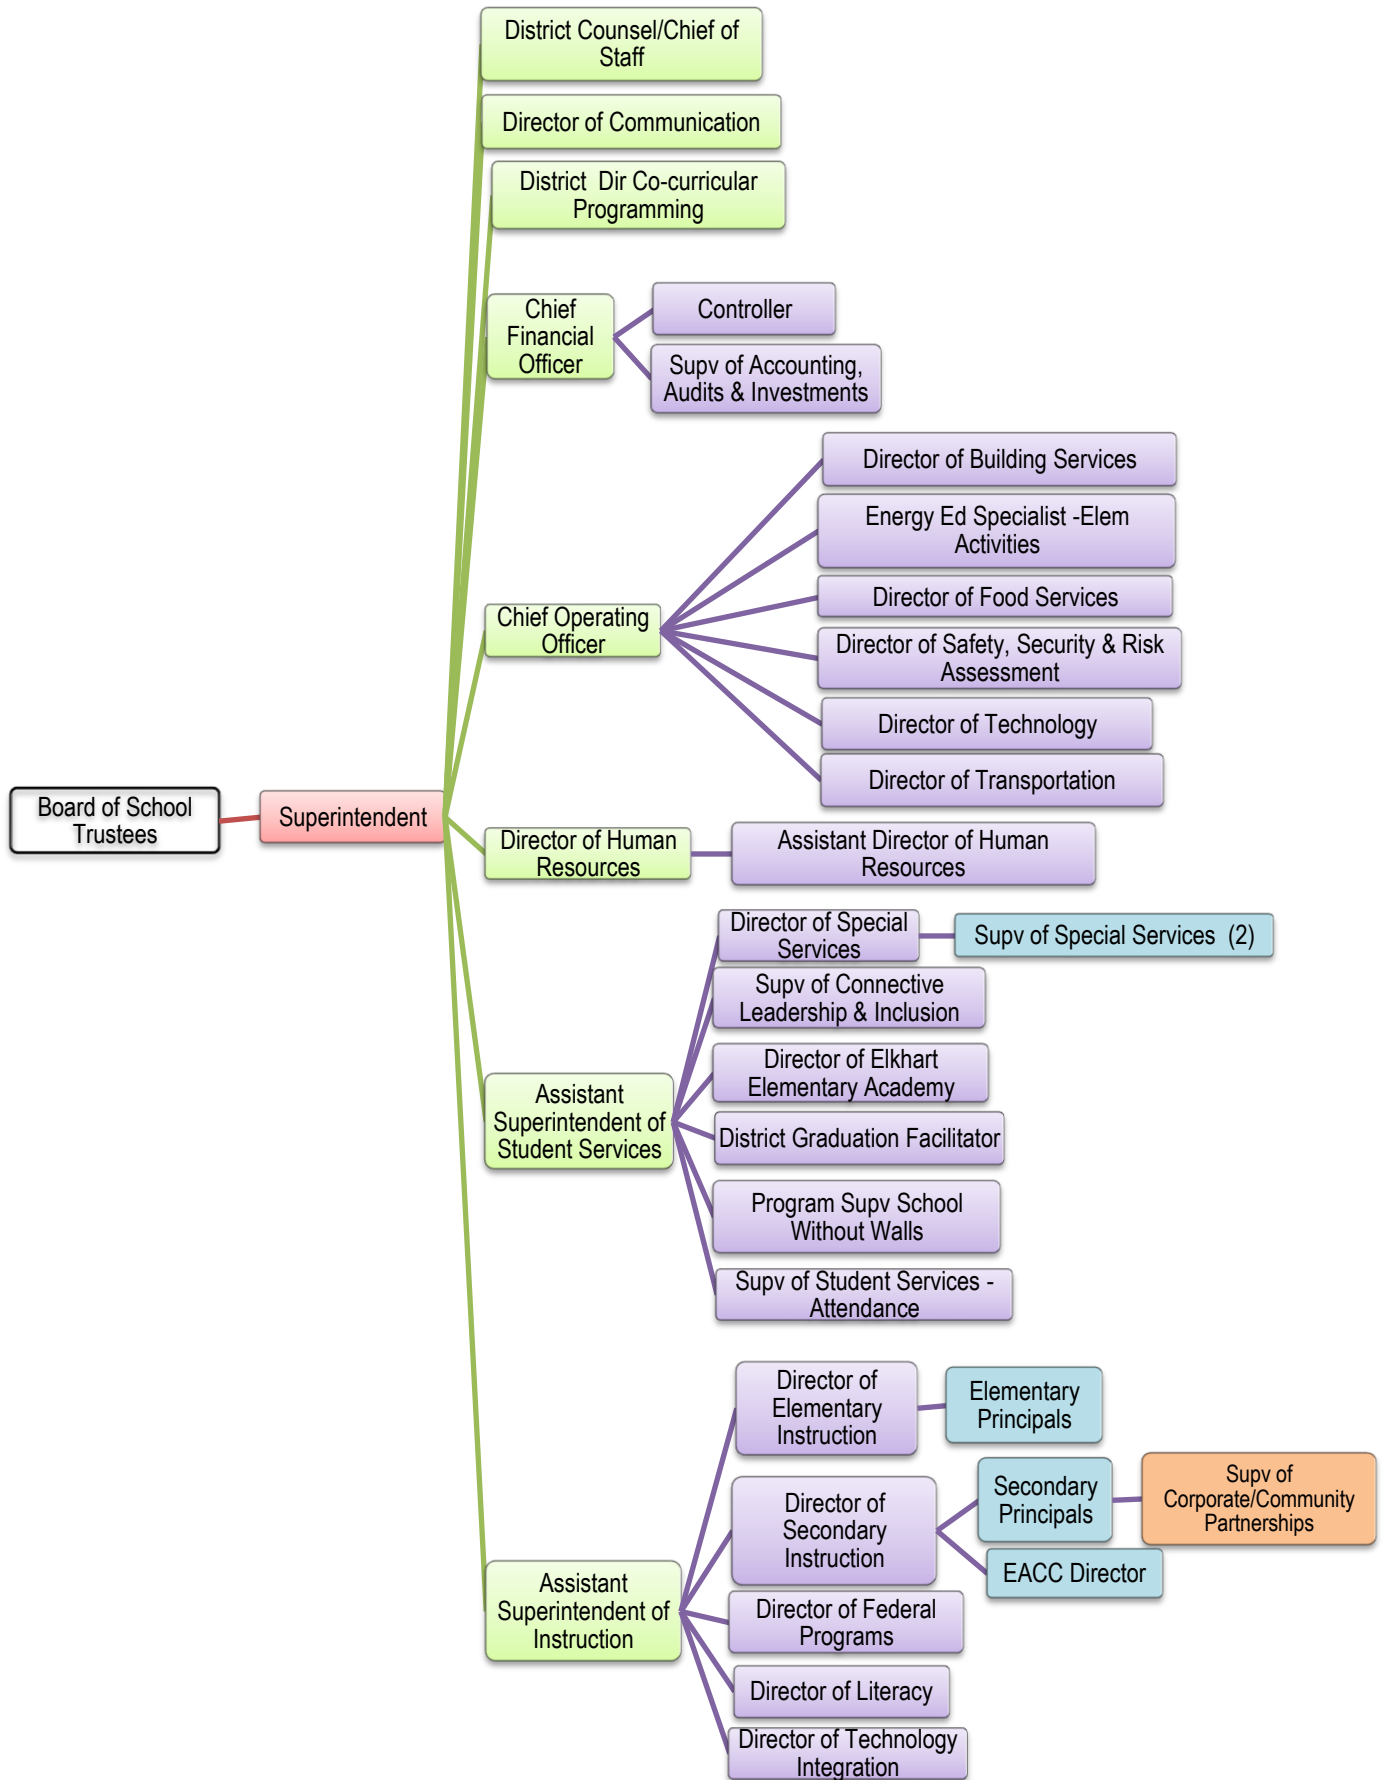 District Counsel/Chief of
Staff
Director of Communication
District  Dir Co-curricular
Programming
Chief
Financial
Officer
Controller
Supv of Accounting,
Audits & Investments
Chief Operating
Officer
Director of Building Services
Energy Ed Specialist -Elem
Activities
Director of Food Services
Director of Safety, Security & Risk
Assessment
Director of Technology
Director of Transportation
Board of School
Trustees
Superintendent
Director of Human
Resources
Assistant Director of Human
Resources
Assistant
Superintendent of
Student Services
Director of Special
Services
Supv of Special Services  (2)
Supv of Connective
Leadership & Inclusion
Director of Elkhart
Elementary Academy
District Graduation Facilitator
Program Supv School
Without Walls
Supv of Student Services -
Attendance
Assistant
Superintendent of
Instruction
Director of
Elementary
Instruction
Elementary
Principals
Director of
Secondary
Instruction
Secondary
Principals
Supv of
Corporate/Community
Partnerships
EACC Director
Director of Federal
Programs
Director of Literacy
Director of Technology
Integration